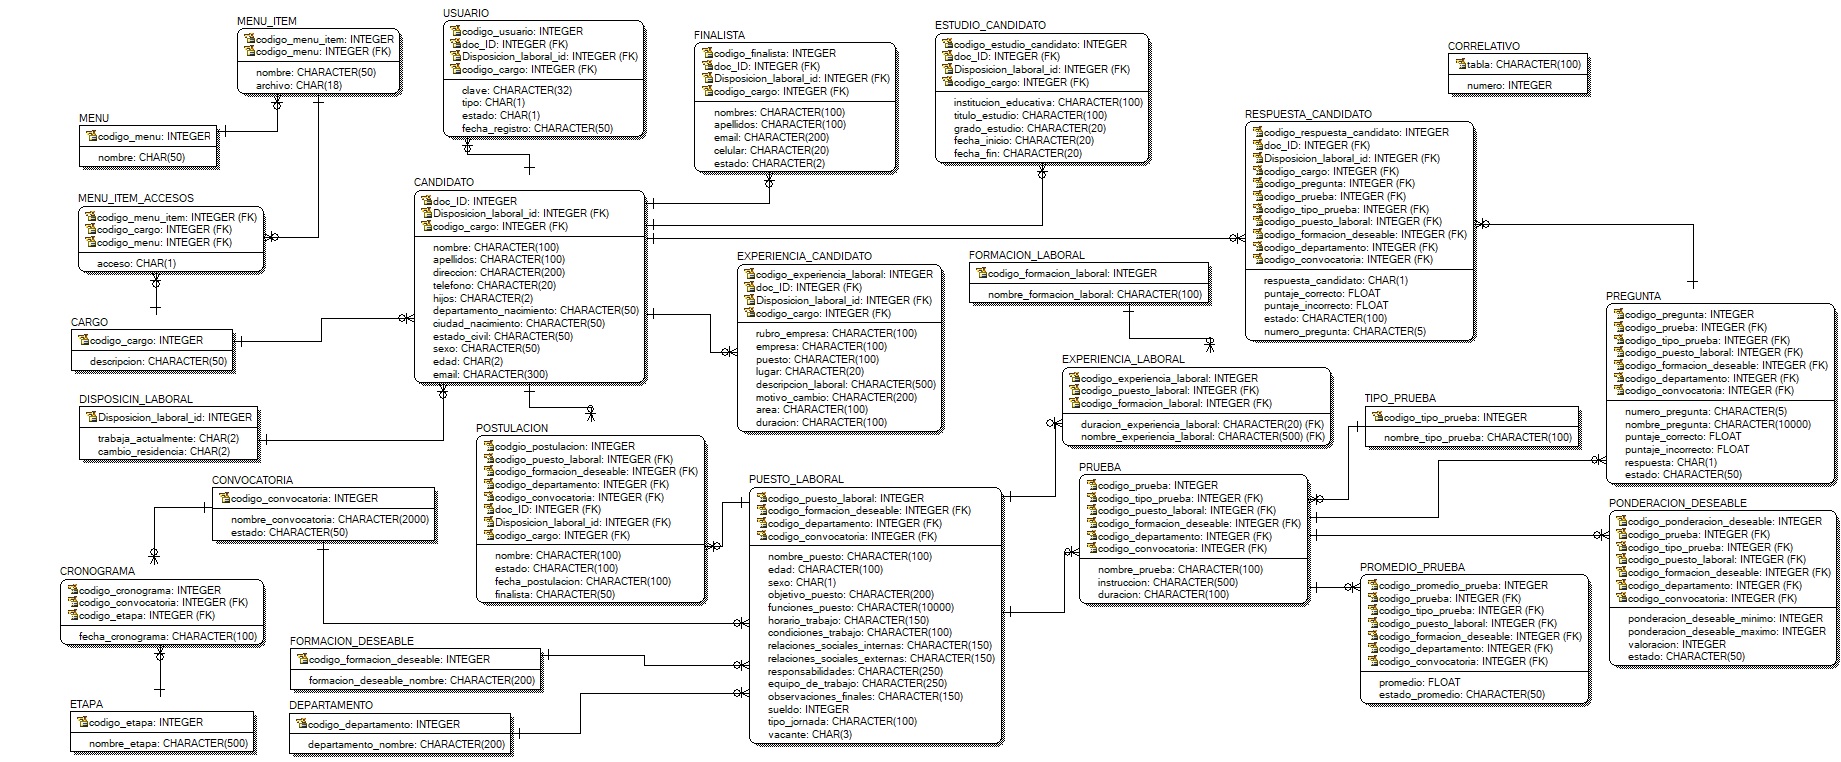 MENU_ITEM
codigo_menu_item: INTEGER
codigo_menu: INTEGER (FK)
nombre: CHARACTER(50)
archivo: CHAR(18)
USUARIO
codigo_usuario: INTEGER
doc_ID: INTEGER (FK)
Disposicion_laboral_id: INTEGER (FK)
codigo_cargo: INTEGER (FK)
clave: CHARACTER(32)
tipo: CHAR(1)
estado: CHAR(1)
fecha_registro: CHARACTER(50)
FINALISTA
codigo_finalista: INTEGER
doc_ID: INTEGER (FK)
Disposicion_laboral_id: INTEGER (FK)
codigo_cargo: INTEGER (FK)
nombres: CHARACTER(100)
apellidos: CHARACTER(100)
email: CHARACTER(200)
celular: CHARACTER(20)
estado: CHARACTER(2)
ESTUDIO_CANDIDATO
codigo_estudio_candidato: INTEGER
doc_ID: INTEGER (FK)
Disposicion_laboral_id: INTEGER (FK)
codigo_cargo: INTEGER (FK)
institucion_educativa: CHARACTER(100)
titulo_estudio: CHARACTER(100)
grado_estudio: CHARACTER(20)
fecha_inicio: CHARACTER(20)
fecha_fin: CHARACTER(20)
CORRELATIVO
tabla: CHARACTER(100)
numero: INTEGER
MENU
codigo_menu: INTEGER
nombre: CHAR(50)
RESPUESTA_CANDIDATO
codigo_respuesta_candidato: INTEGER
doc_ID: INTEGER (FK)
Disposicion_laboral_id: INTEGER (FK)
codigo_cargo: INTEGER (FK)
codigo_pregunta: INTEGER (FK)
codigo_prueba: INTEGER (FK)
codigo_tipo_prueba: INTEGER (FK)
codigo_puesto_laboral: INTEGER (FK)
codigo_formacion_deseable: INTEGER (FK)
codigo_departamento: INTEGER (FK)
codigo_convocatoria: INTEGER (FK)
respuesta_candidato: CHAR(1)
puntaje_correcto: FLOAT
puntaje_incorrecto: FLOAT
estado: CHARACTER(100)
numero_pregunta: CHARACTER(5)
MENU_ITEM_ACCESOS
codigo_menu_item: INTEGER (FK)
codigo_cargo: INTEGER (FK)
codigo_menu: INTEGER (FK)
acceso: CHAR(1)
CANDIDATO
doc_ID: INTEGER
Disposicion_laboral_id: INTEGER (FK)
codigo_cargo: INTEGER (FK)
nombre: CHARACTER(100)
apellidos: CHARACTER(100)
direccion: CHARACTER(200)
telefono: CHARACTER(20)
hijos: CHARACTER(2)
departamento_nacimiento: CHARACTER(50)
ciudad_nacimiento: CHARACTER(50)
estado_civil: CHARACTER(50)
sexo: CHARACTER(50)
edad: CHAR(2)
email: CHARACTER(300)
EXPERIENCIA_CANDIDATO
codigo_experiencia_laboral: INTEGER
doc_ID: INTEGER (FK)
Disposicion_laboral_id: INTEGER (FK)
codigo_cargo: INTEGER (FK)
rubro_empresa: CHARACTER(100)
empresa: CHARACTER(100)
puesto: CHARACTER(100)
lugar: CHARACTER(20)
descripcion_laboral: CHARACTER(500)
motivo_cambio: CHARACTER(200)
area: CHARACTER(100)
duracion: CHARACTER(100)
FORMACION_LABORAL
codigo_formacion_laboral: INTEGER
nombre_formacion_laboral: CHARACTER(100)
PREGUNTA
codigo_pregunta: INTEGER
codigo_prueba: INTEGER (FK)
codigo_tipo_prueba: INTEGER (FK)
codigo_puesto_laboral: INTEGER (FK)
codigo_formacion_deseable: INTEGER (FK)
codigo_departamento: INTEGER (FK)
codigo_convocatoria: INTEGER (FK)
numero_pregunta: CHARACTER(5)
nombre_pregunta: CHARACTER(10000)
puntaje_correcto: FLOAT
puntaje_incorrecto: FLOAT
respuesta: CHAR(1)
estado: CHARACTER(50)
CARGO
codigo_cargo: INTEGER
descripcion: CHARACTER(50)
EXPERIENCIA_LABORAL
codigo_experiencia_laboral: INTEGER
codigo_puesto_laboral: INTEGER (FK)
codigo_formacion_laboral: INTEGER (FK)
duracion_experiencia_laboral: CHARACTER(20) (FK)
nombre_experiencia_laboral: CHARACTER(500) (FK)
DISPOSICIN_LABORAL
Disposicion_laboral_id: INTEGER
trabaja_actualmente: CHAR(2)
cambio_residencia: CHAR(2)
TIPO_PRUEBA
codigo_tipo_prueba: INTEGER
nombre_tipo_prueba: CHARACTER(100)
POSTULACION
codgio_postulacion: INTEGER
codigo_puesto_laboral: INTEGER (FK)
codigo_formacion_deseable: INTEGER (FK)
codigo_departamento: INTEGER (FK)
codigo_convocatoria: INTEGER (FK)
doc_ID: INTEGER (FK)
Disposicion_laboral_id: INTEGER (FK)
codigo_cargo: INTEGER (FK)
nombre: CHARACTER(100)
estado: CHARACTER(100)
fecha_postulacion: CHARACTER(100)
finalista: CHARACTER(50)
CONVOCATORIA
codigo_convocatoria: INTEGER
nombre_convocatoria: CHARACTER(2000)
estado: CHARACTER(50)
PUESTO_LABORAL
codigo_puesto_laboral: INTEGER
codigo_formacion_deseable: INTEGER (FK)
codigo_departamento: INTEGER (FK)
codigo_convocatoria: INTEGER (FK)
nombre_puesto: CHARACTER(100)
edad: CHARACTER(100)
sexo: CHAR(1)
objetivo_puesto: CHARACTER(200)
funciones_puesto: CHARACTER(10000)
horario_trabajo: CHARACTER(150)
condiciones_trabajo: CHARACTER(100)
relaciones_sociales_internas: CHARACTER(150)
relaciones_sociales_externas: CHARACTER(150)
responsabilidades: CHARACTER(250)
equipo_de_trabajo: CHARACTER(250)
observaciones_finales: CHARACTER(150)
sueldo: INTEGER
tipo_jornada: CHARACTER(100)
vacante: CHAR(3)
PRUEBA
codigo_prueba: INTEGER
codigo_tipo_prueba: INTEGER (FK)
codigo_puesto_laboral: INTEGER (FK)
codigo_formacion_deseable: INTEGER (FK)
codigo_departamento: INTEGER (FK)
codigo_convocatoria: INTEGER (FK)
nombre_prueba: CHARACTER(100)
instruccion: CHARACTER(500)
duracion: CHARACTER(100)
PONDERACION_DESEABLE
codigo_ponderacion_deseable: INTEGER
codigo_prueba: INTEGER (FK)
codigo_tipo_prueba: INTEGER (FK)
codigo_puesto_laboral: INTEGER (FK)
codigo_formacion_deseable: INTEGER (FK)
codigo_departamento: INTEGER (FK)
codigo_convocatoria: INTEGER (FK)
ponderacion_deseable_minimo: INTEGER
ponderacion_deseable_maximo: INTEGER
valoracion: INTEGER
estado: CHARACTER(50)
CRONOGRAMA
codigo_cronograma: INTEGER
codigo_convocatoria: INTEGER (FK)
codigo_etapa: INTEGER (FK)
fecha_cronograma: CHARACTER(100)
PROMEDIO_PRUEBA
codigo_promedio_prueba: INTEGER
codigo_prueba: INTEGER (FK)
codigo_tipo_prueba: INTEGER (FK)
codigo_puesto_laboral: INTEGER (FK)
codigo_formacion_deseable: INTEGER (FK)
codigo_departamento: INTEGER (FK)
codigo_convocatoria: INTEGER (FK)
promedio: FLOAT
estado_promedio: CHARACTER(50)
FORMACION_DESEABLE
codigo_formacion_deseable: INTEGER
formacion_deseable_nombre: CHARACTER(200)
ETAPA
codigo_etapa: INTEGER
nombre_etapa: CHARACTER(500)
DEPARTAMENTO
codigo_departamento: INTEGER
departamento_nombre: CHARACTER(200)